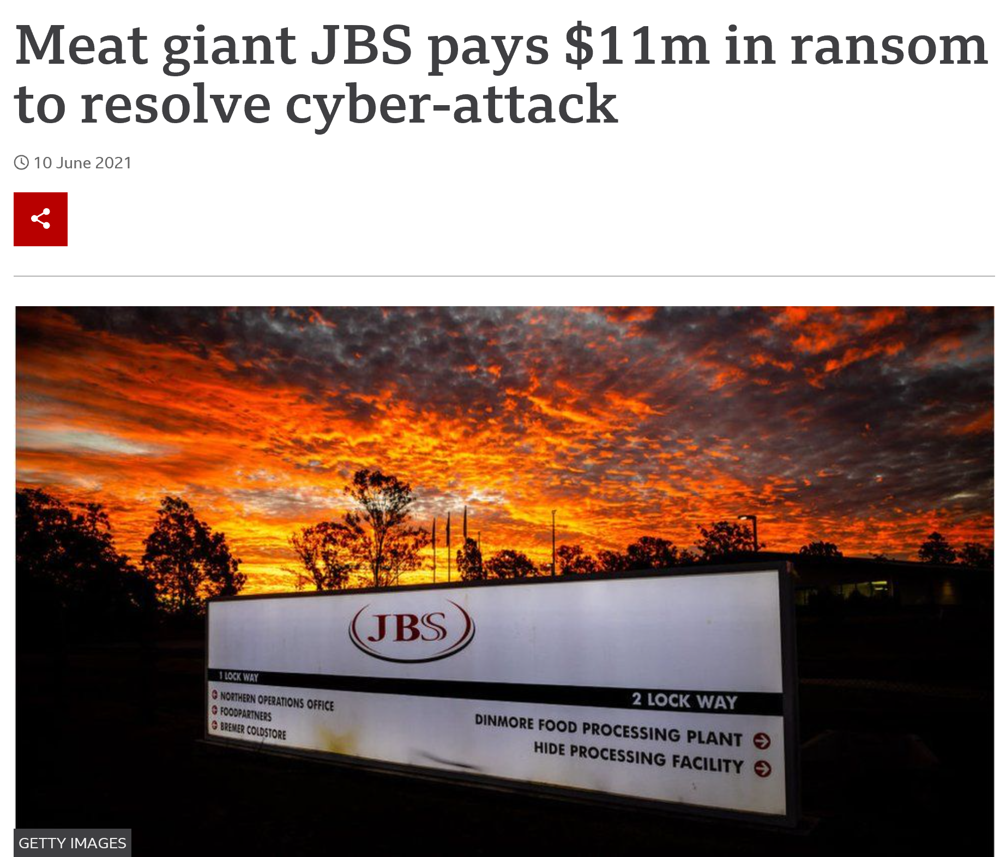 Meat giant JBS pays $11m in ransom
to resolve cyber-attack
10 June 2021
JBS
1 LOCK WAY
NORTHERN OPERATIONS OFFICE
FOODPARTNERS
BREMER COLDSTORE
2 LOCK WAY
DINMORE FOOD PROCESSING PLANT
HIDE PROCESSING FACILITY
GETTY IMAGES